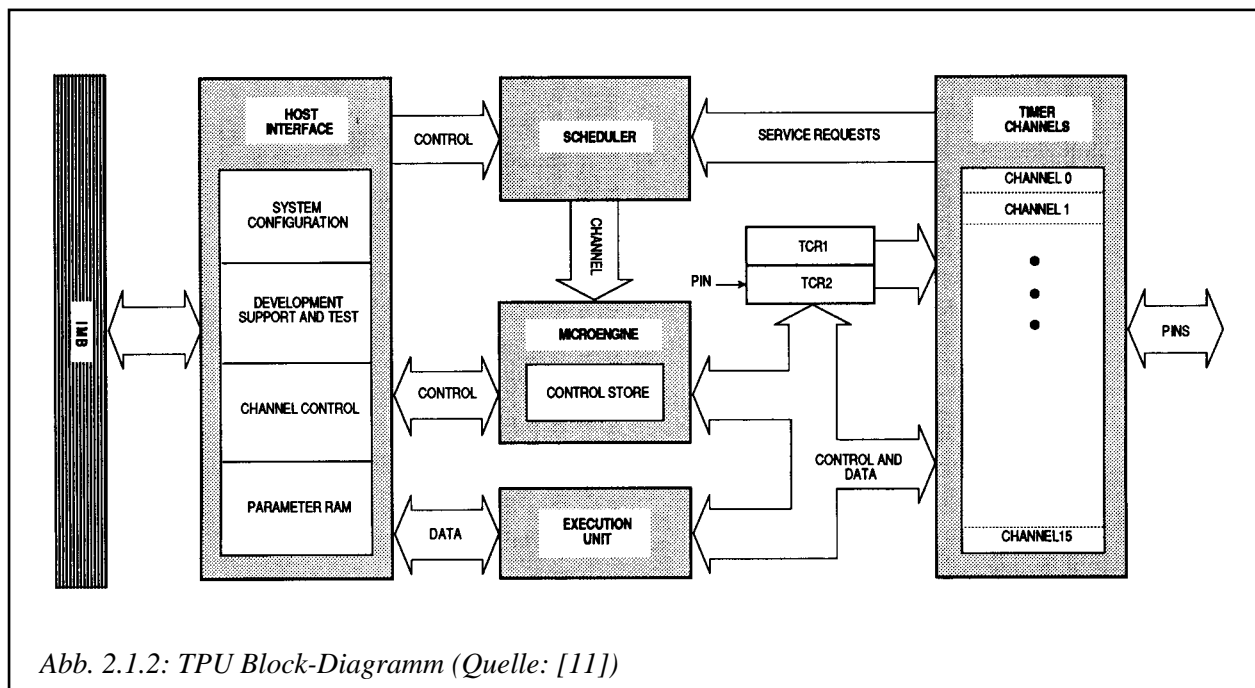 IMB
HOST
INTERFACE
SYSTEM
CONFIGURATION
DEVELOPMENT
SUPPORT AND TEST
CHANNEL CONTROL
PARAMETER RAM
CONTROL
SCHEDULER
SERVICE REQUESTS
CHANNEL
MICROENGINE
CONTROL STORE
CONTROL
DATA
EXECUTION
UNIT
TCR1
PIN
TCR2
CONTROL AND
DATA
TIMER
CHANNELS
CHANNEL 0
CHANNEL 1
CHANNEL15
PINS
Abb. 2.1.2: TPU Block-Diagramm (Quelle: [11])